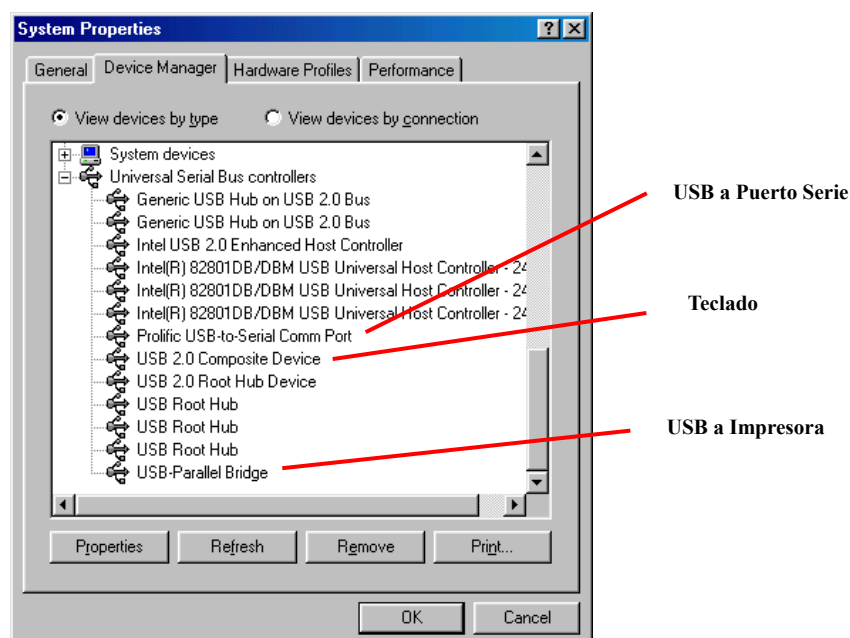 System Properties
General Device Manager Hardware Profiles Performance
View devices by type View devices by connection
System devices
Universal Serial Bus controllers
Generic USB Hub on USB 2.0 Bus
Generic USB Hub on USB 2.0 Bus
Intel USB 2.0 Enhanced Host Controller
Intel(R) 82801DB/DBM USB Universal Host Controller - 24
Intel(R) 82801DB/DBM USB Universal Host Controller - 24
Intel(R) 82801DB/DBM USB Universal Host Controller - 24
Prolific USB-to-Serial Comm Port
USB 2.0 Composite Device
USB 2.0 Root Hub Device
USB Root Hub
USB Root Hub
USB Root Hub
USB-Parallel Bridge
Properties Refresh Remove Print...
OK Cancel
USB a Puerto Serie
Teclado
USB a Impresora